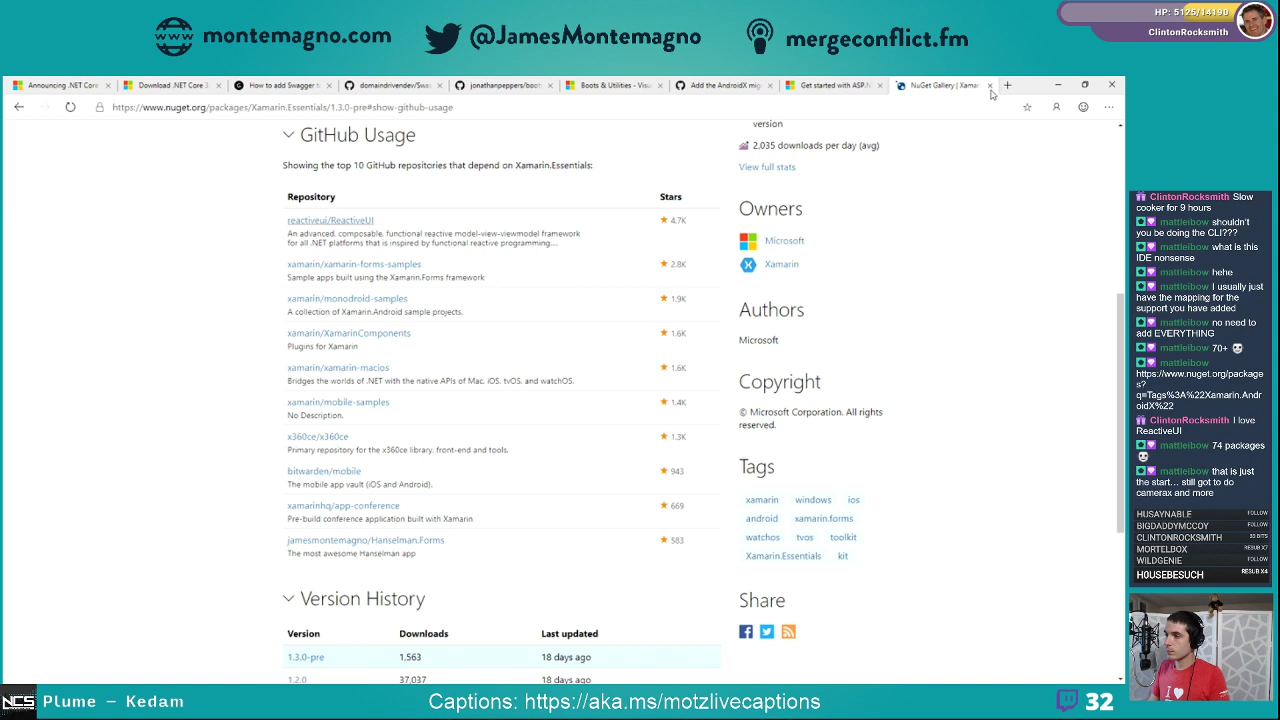 montemagno.com
@JamesMontemagno
mergeconflict.fm
HP: 5125/14190
ClintonRocksmith
Announcing .NET Core
Download .NET Core 3
How to add Swagger t
domaindrivendev/Swas
jonathanpeppers/boots
Boots & Utilities - Visu
Add the AndroidX mig
Get started with ASP.N
NuGet Gallery | Xamar
https://www.nuget.org/packages/Xamarin.Essentials/1.3.0-pre#show-github-usage
GitHub Usage
Showing the top 10 GitHub repositories that depend on Xamarin.Essentials:
Repository Stars
reactiveui/ReactiveUI 4.7K
An advanced, composable, functional reactive model-view-viewmodel framework
for all .NET platforms that is inspired by functional reactive programming....
xamarin/xamarin-forms-samples 2.8K
Sample apps built using the Xamarin.Forms framework
xamarin/monodroid-samples 1.9K
A collection of Xamarin.Android sample projects.
xamarin/XamarinComponents 1.6K
Plugins for Xamarin
xamarin/xamarin-macios 1.6K
Bridges the worlds of .NET with the native APIs of Mac, iOS, tvOS, and watchOS.
xamarin/mobile-samples 1.4K
No Description.
x360ce/x360ce 1.3K
Primary repository for the x360ce library, front-end and tools.
bitwarden/mobile 943
The mobile app vault (iOS and Android).
xamarinhq/app-conference 669
Pre-build conference application built with Xamarin
jamesmontemagno/Hanselman.Forms 583
The most awesome Hanselman app
Version History
Version Downloads Last updated
1.3.0-pre 1,563 18 days ago
1.2.0 37,037 18 days ago
version
2,035 downloads per day (avg)
View full stats
Owners
Microsoft
Xamarin
Authors
Microsoft
Copyright
© Microsoft Corporation. All rights
reserved.
Tags
xamarin windows ios
android xamarin.forms
watchos tvos toolkit
Xamarin.Essentials kit
Share
ClintonRocksmith Slow
cooker for 9 hours
mattleibow shouldn't
you be doing the CLI???
mattleibow what is this
IDE nonsense
mattleibow hehe
mattleibow I usually just
have the mapping for the
support you have added
mattleibow no need to
add EVERYTHING
mattleibow 70+
mattleibow
https://www.nuget.org/package
s?
q=Tags%3A%22Xamarin.Andr
oidX%22
ClintonRocksmith I love
ReactiveUI
mattleibow 74 packages
mattleibow that is just
the start... still got to do
camerax and more
HUSAYNABLE FOLLOW
BIGDADDYMCCOY FOLLOW
CLINTONROCKSMITH 30 BITS
MORTELBOX RESUB X7
WILDGENIE FOLLOW
H0USEBESUCH RESUB X4
I
NCS
Plume – Kedam
Captions: https://aka.ms/motzlivecaptions
32